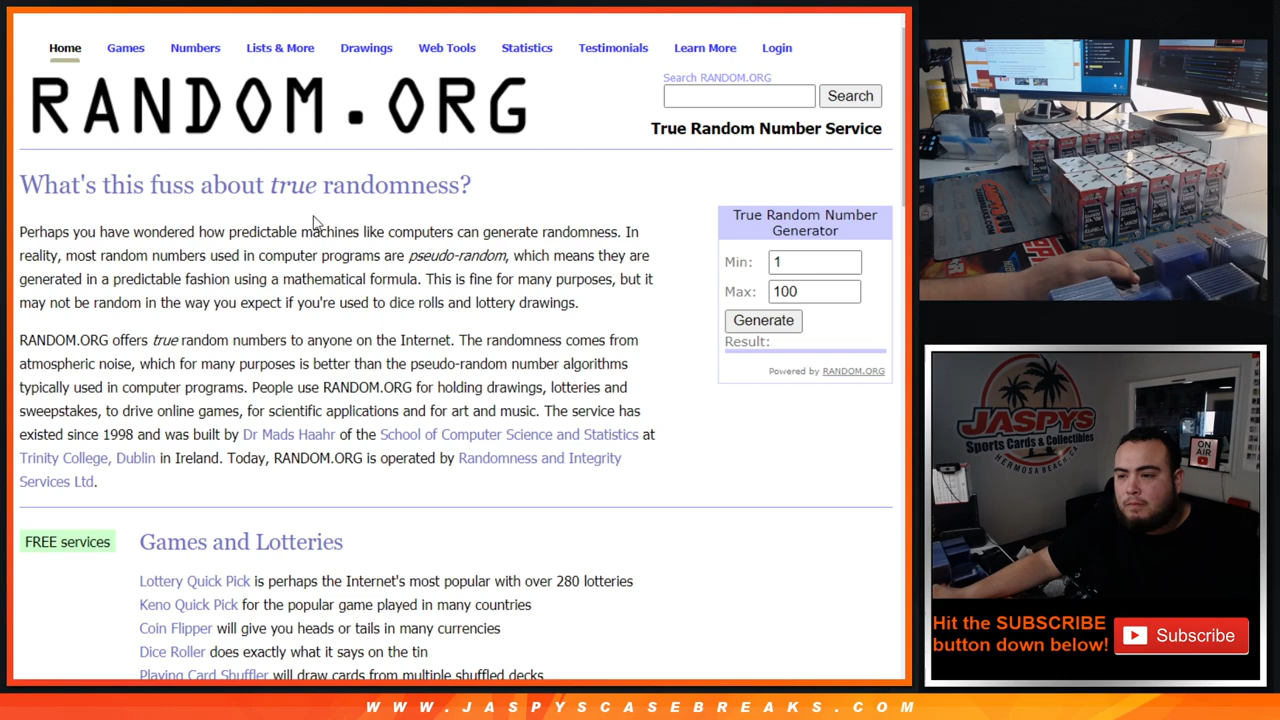 Home Games Numbers Lists & More Drawings Web Tools Statistics Testimonials Learn More Login
RANDOM.ORG
Search RANDOM.ORG
Search
True Random Number Service
What's this fuss about true randomness?
Perhaps you have wondered how predictable machines like computers can generate randomness. In
reality, most random numbers used in computer programs are pseudo-random, which means they are
generated in a predictable fashion using a mathematical formula. This is fine for many purposes, but it
may not be random in the way you expect if you're used to dice rolls and lottery drawings.
RANDOM.ORG offers true random numbers to anyone on the Internet. The randomness comes from
atmospheric noise, which for many purposes is better than the pseudo-random number algorithms
typically used in computer programs. People use RANDOM.ORG for holding drawings, lotteries and
sweepstakes, to drive online games, for scientific applications and for art and music. The service has
existed since 1998 and was built by Dr Mads Haahr of the School of Computer Science and Statistics at
Trinity College, Dublin in Ireland. Today, RANDOM.ORG is operated by Randomness and Integrity
Services Ltd.
True Random Number
Generator
Min: 1
Max: 100
Generate
Result:
Powered by RANDOM.ORG
FREE services
Games and Lotteries
Lottery Quick Pick is perhaps the Internet's most popular with over 280 lotteries
Keno Quick Pick for the popular game played in many countries
Coin Flipper will give you heads or tails in many currencies
Dice Roller does exactly what it says on the tin
Playing Card Shuffler will draw cards from multiple shuffled decks
JASPYS
Sports Cards & Collectibles
HERMOSA BEACH, CA
ON
AIR
Hit the SUBSCRIBE
button down below!
Subscribe
WWW.JASPYSCASEBREAKS.COM